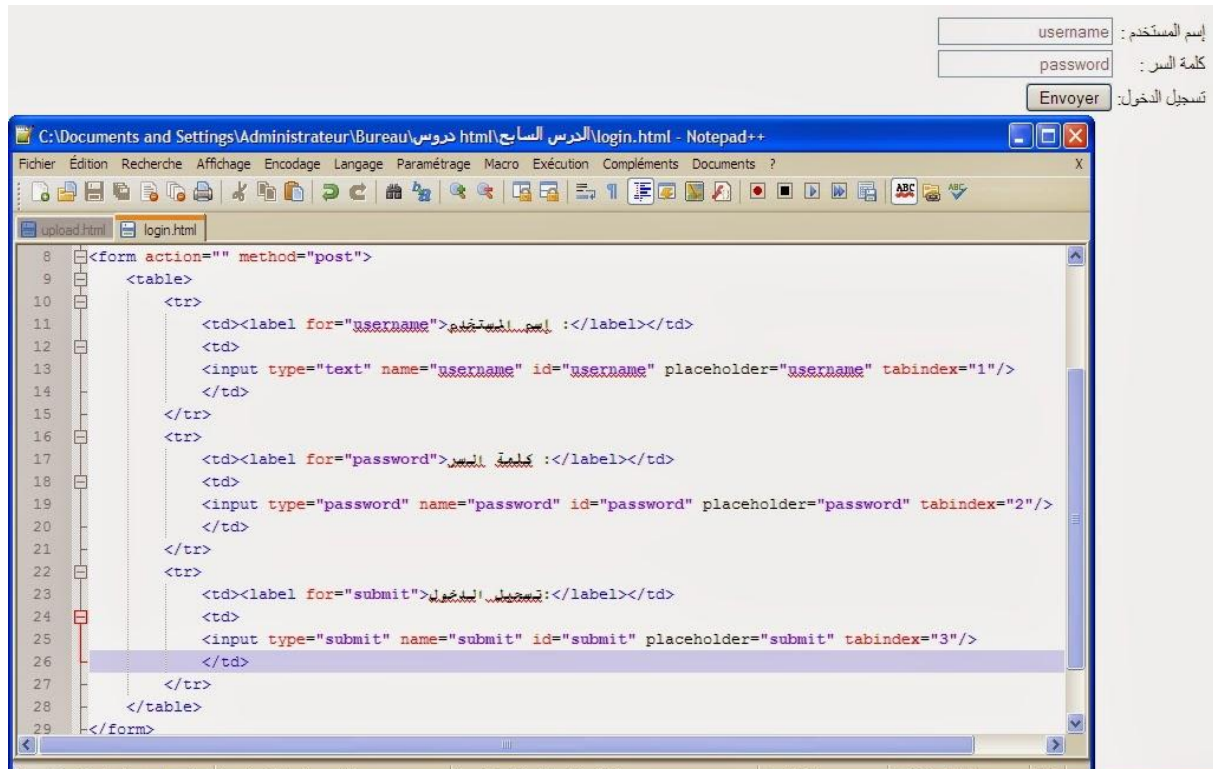 إسم المستخدم : username
كلمة السر : password
تسجيل الدخول: Envoyer
C:\Documents and Settings\Administrateur\Bureau\دروس html\الدرس السابع\login.html - Notepad++
Fichier Édition Recherche Affichage Encodage Langage Paramétrage Macro Exécution Compléments Documents ? X
upload.html login.html
8 <form action="" method="post">
9 <table>
10 <tr>
11 <td><label for="username">إسم المستخدم :</label></td>
12 <td>
13 <input type="text" name="username" id="username" placeholder="username" tabindex="1"/>
14 </td>
15 </tr>
16 <tr>
17 <td><label for="password">كلمة السر :</label></td>
18 <td>
19 <input type="password" name="password" id="password" placeholder="password" tabindex="2"/>
20 </td>
21 </tr>
22 <tr>
23 <td><label for="submit">تسجيل الدخول:</label></td>
24 <td>
25 <input type="submit" name="submit" id="submit" placeholder="submit" tabindex="3"/>
26 </td>
27 </tr>
28 </table>
29 </form>